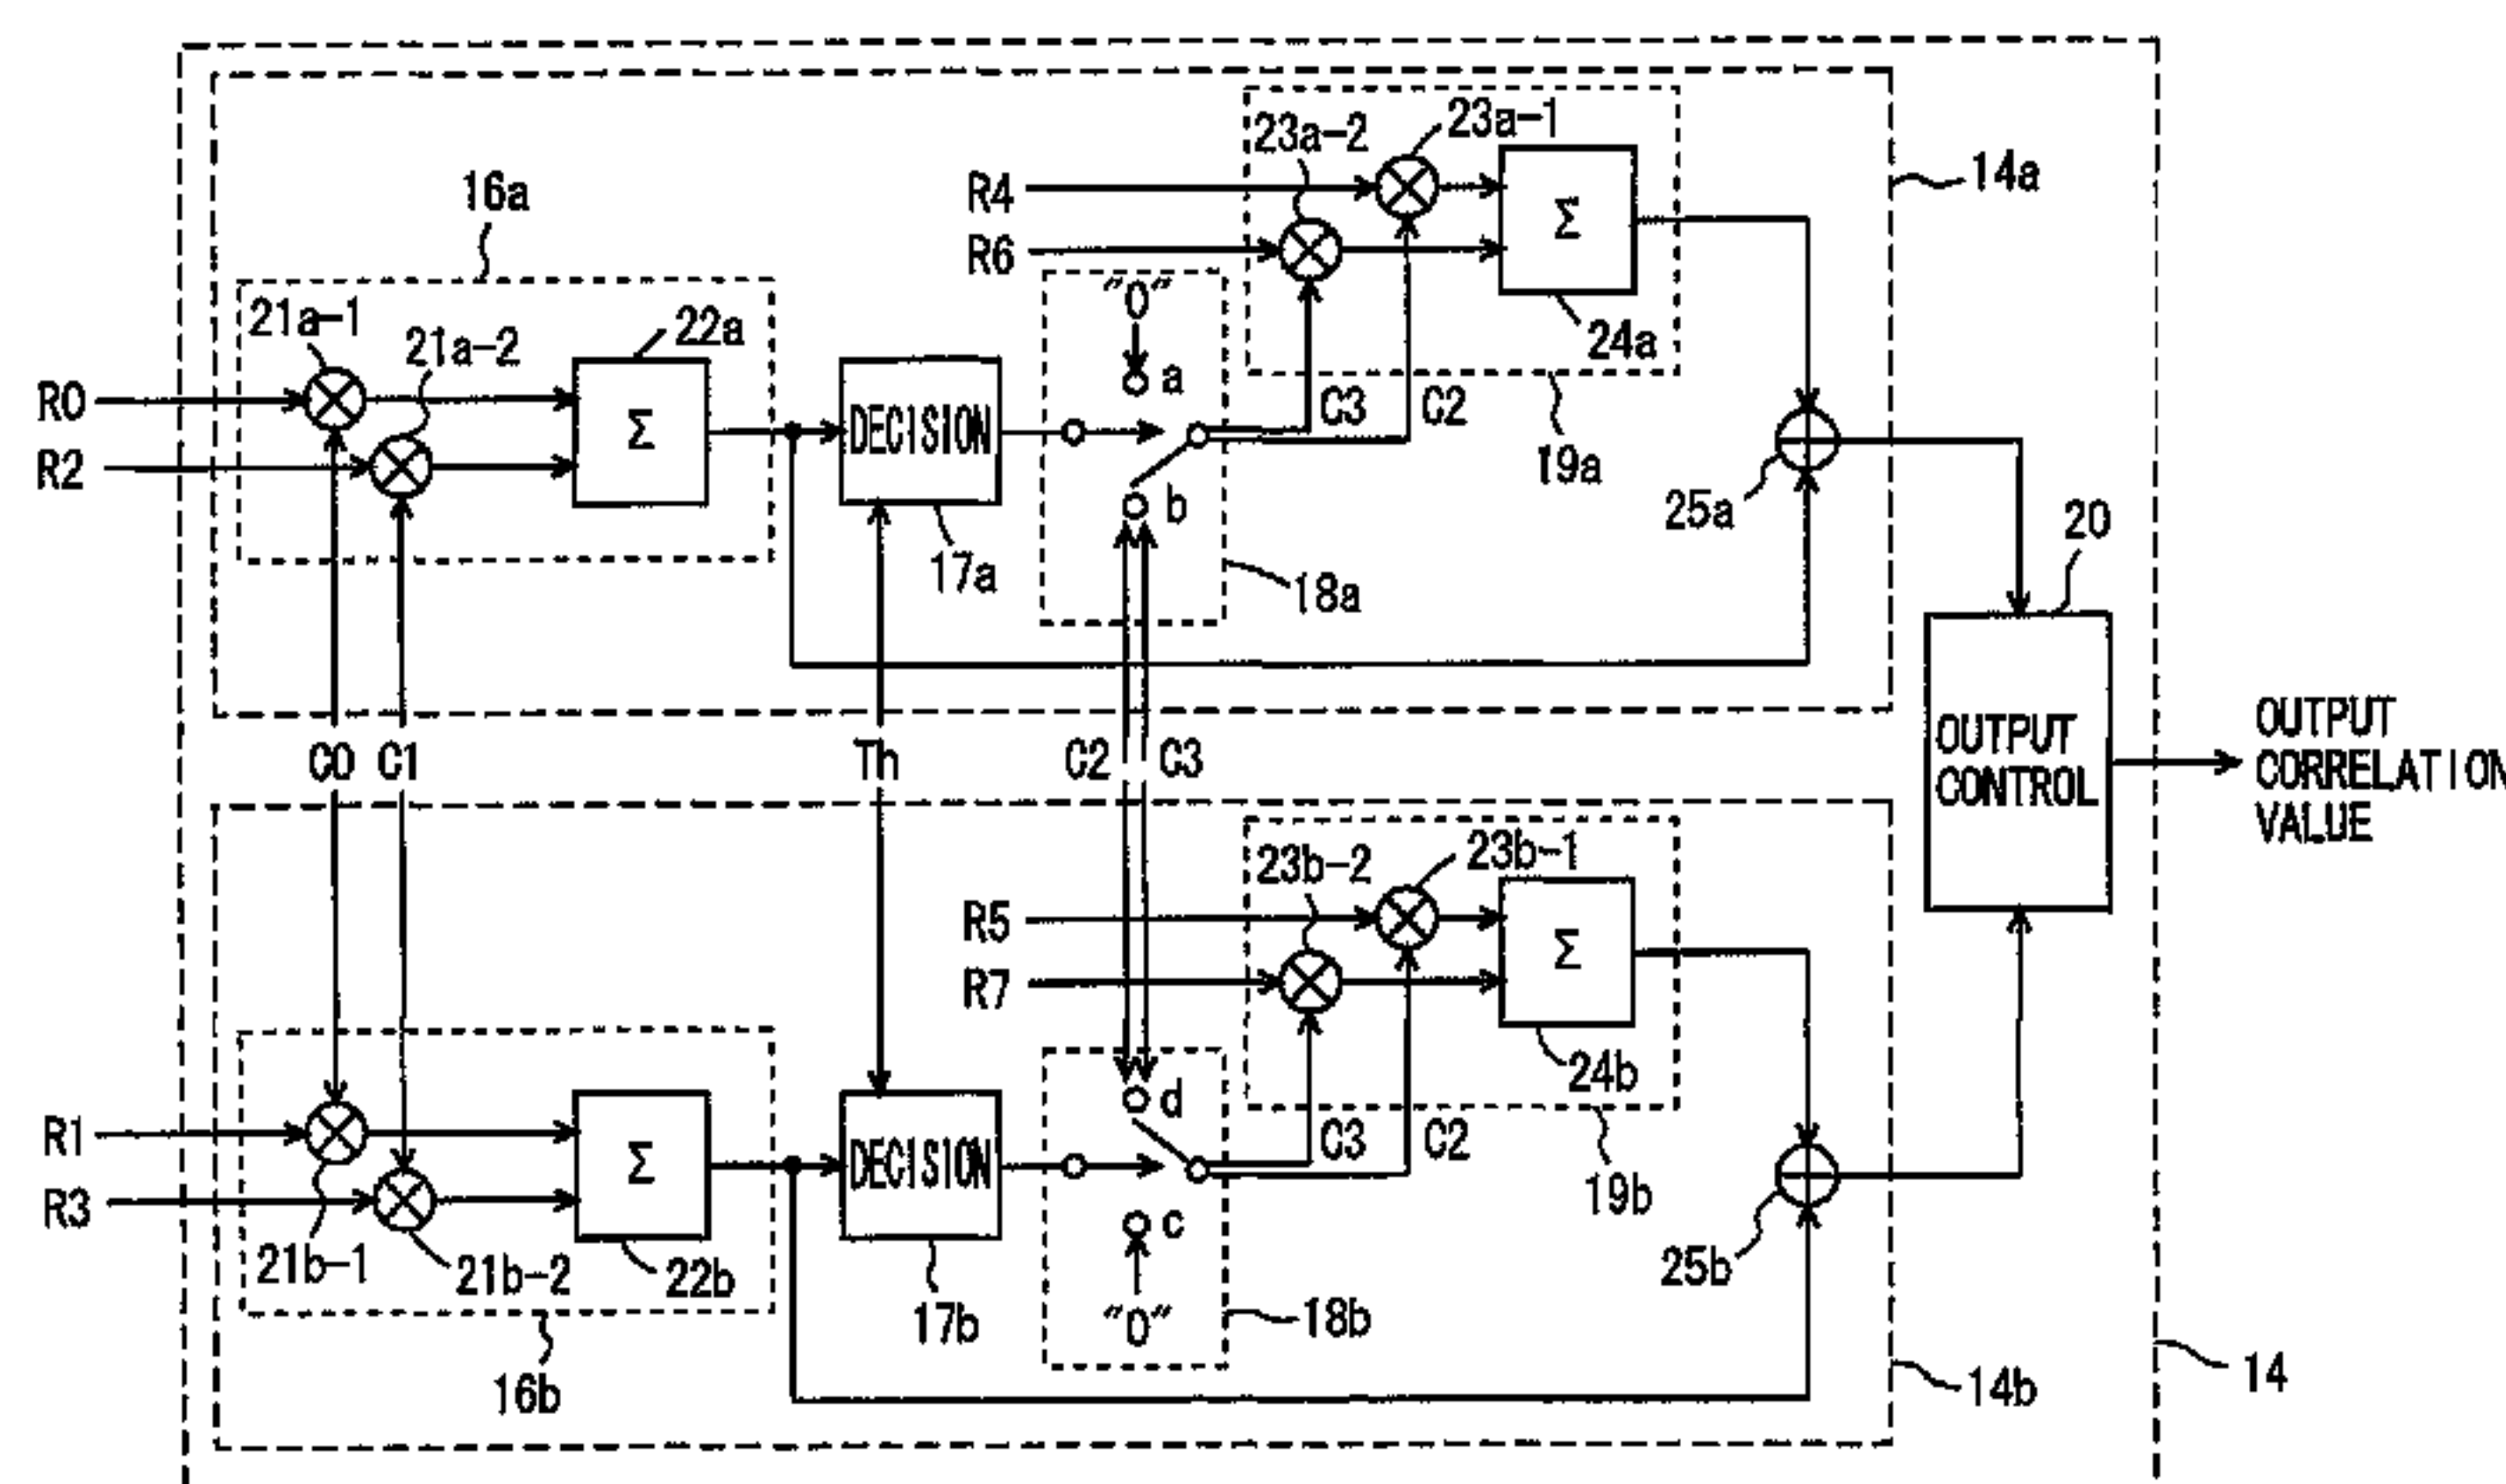 23a-2
23a-1
16a
R4
14a
R6
"0"
Σ
21a-1
21a-2
22a
24a
a
R0
Σ
DECISION
C3
C2
R2
19a
b
25a
20
17a
18a
C0
C1
Th
C2
C3
OUTPUT
CONTROL
OUTPUT
CORRELATION
VALUE
23b-2
23b-1
R5
Σ
R7
24b
d
R1
Σ
DECISION
C3
C2
R3
19b
c
21b-1
21b-2
22b
25b
17b
"0"
18b
16b
14b
14